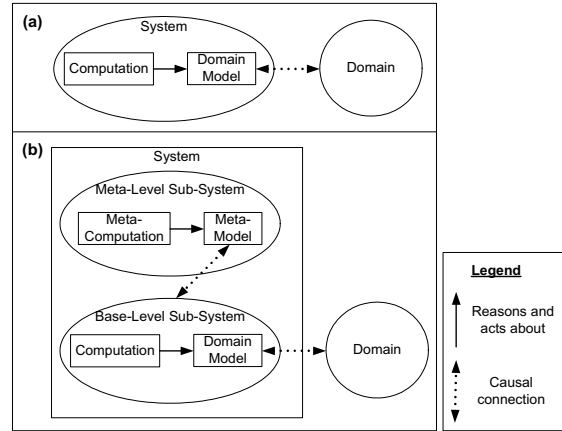 (a)
System
Computation
Domain
Model
Domain
(b)
System
Meta-Level Sub-System
Meta-
Computation
Meta-
Model
Base-Level Sub-System
Computation
Domain
Model
Domain
Legend
Reasons and
acts about
Causal
connection